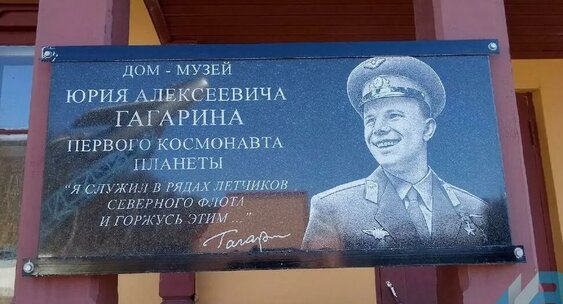 ДОМ - МУЗЕЙ
ЮРИЯ АЛЕКСЕЕВИЧА
ГАГАРИНА
ПЕРВОГО КОСМОНАВТА
ПЛАНЕТЫ
"Я СЛУЖИЛ В РЯДАХ ЛЕТЧИКОВ
СЕВЕРНОГО ФЛОТА
И ГОРЖУСЬ ЭТИМ ..."
Гагарин